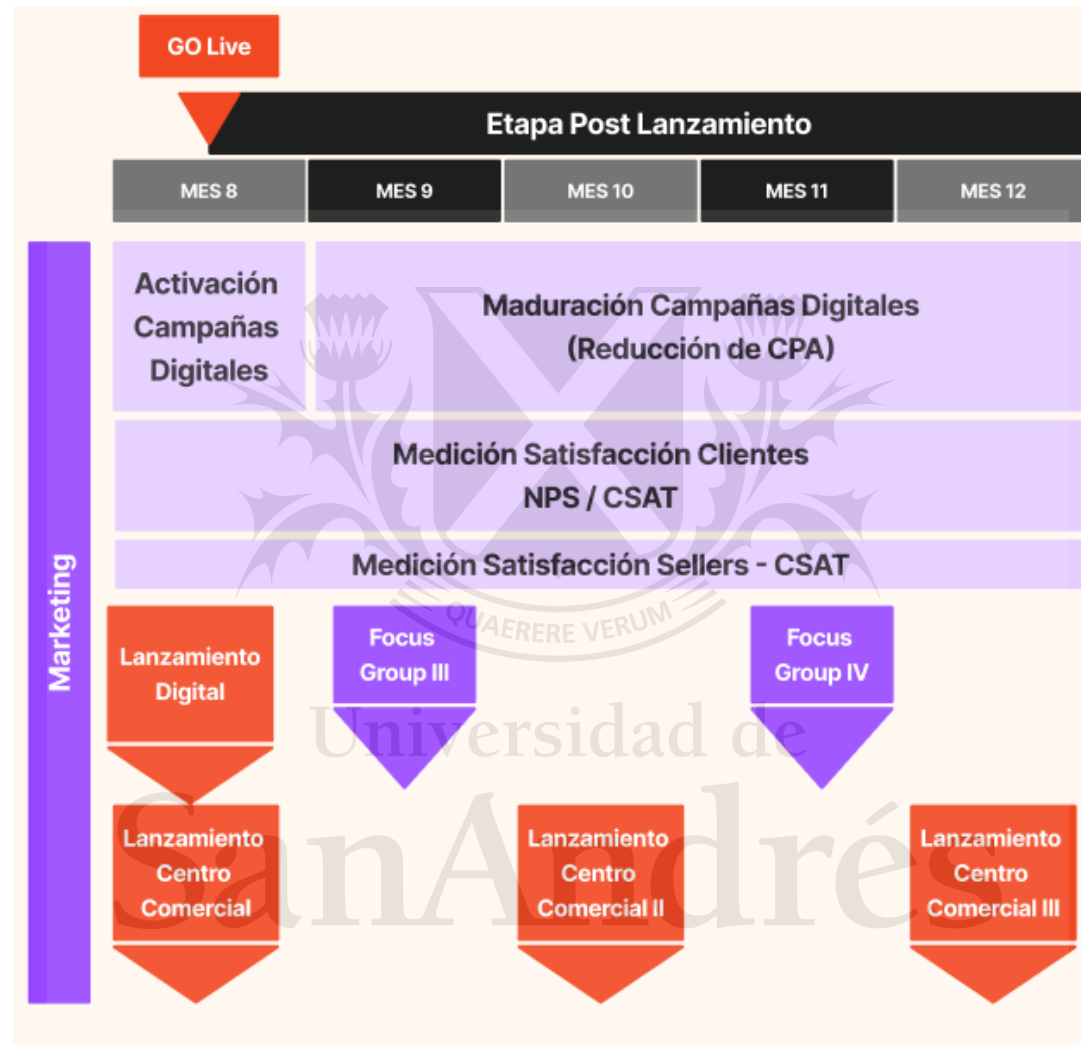 GO Live
Etapa Post Lanzamiento
MES 8
MES 9
MES 10
MES 11
MES 12
Marketing
Activación
Campañas
Digitales
Maduración Campañas Digitales
(Reducción de CPA)
Medición Satisfacción Clientes
NPS / CSAT
Medición Satisfacción Sellers - CSAT
Lanzamiento
Digital
Focus
Group III
Focus
Group IV
Lanzamiento
Centro
Comercial
Lanzamiento
Centro
Comercial II
Lanzamiento
Centro
Comercial III
QUAERERE VERUM
Universidad de
SanAndrés